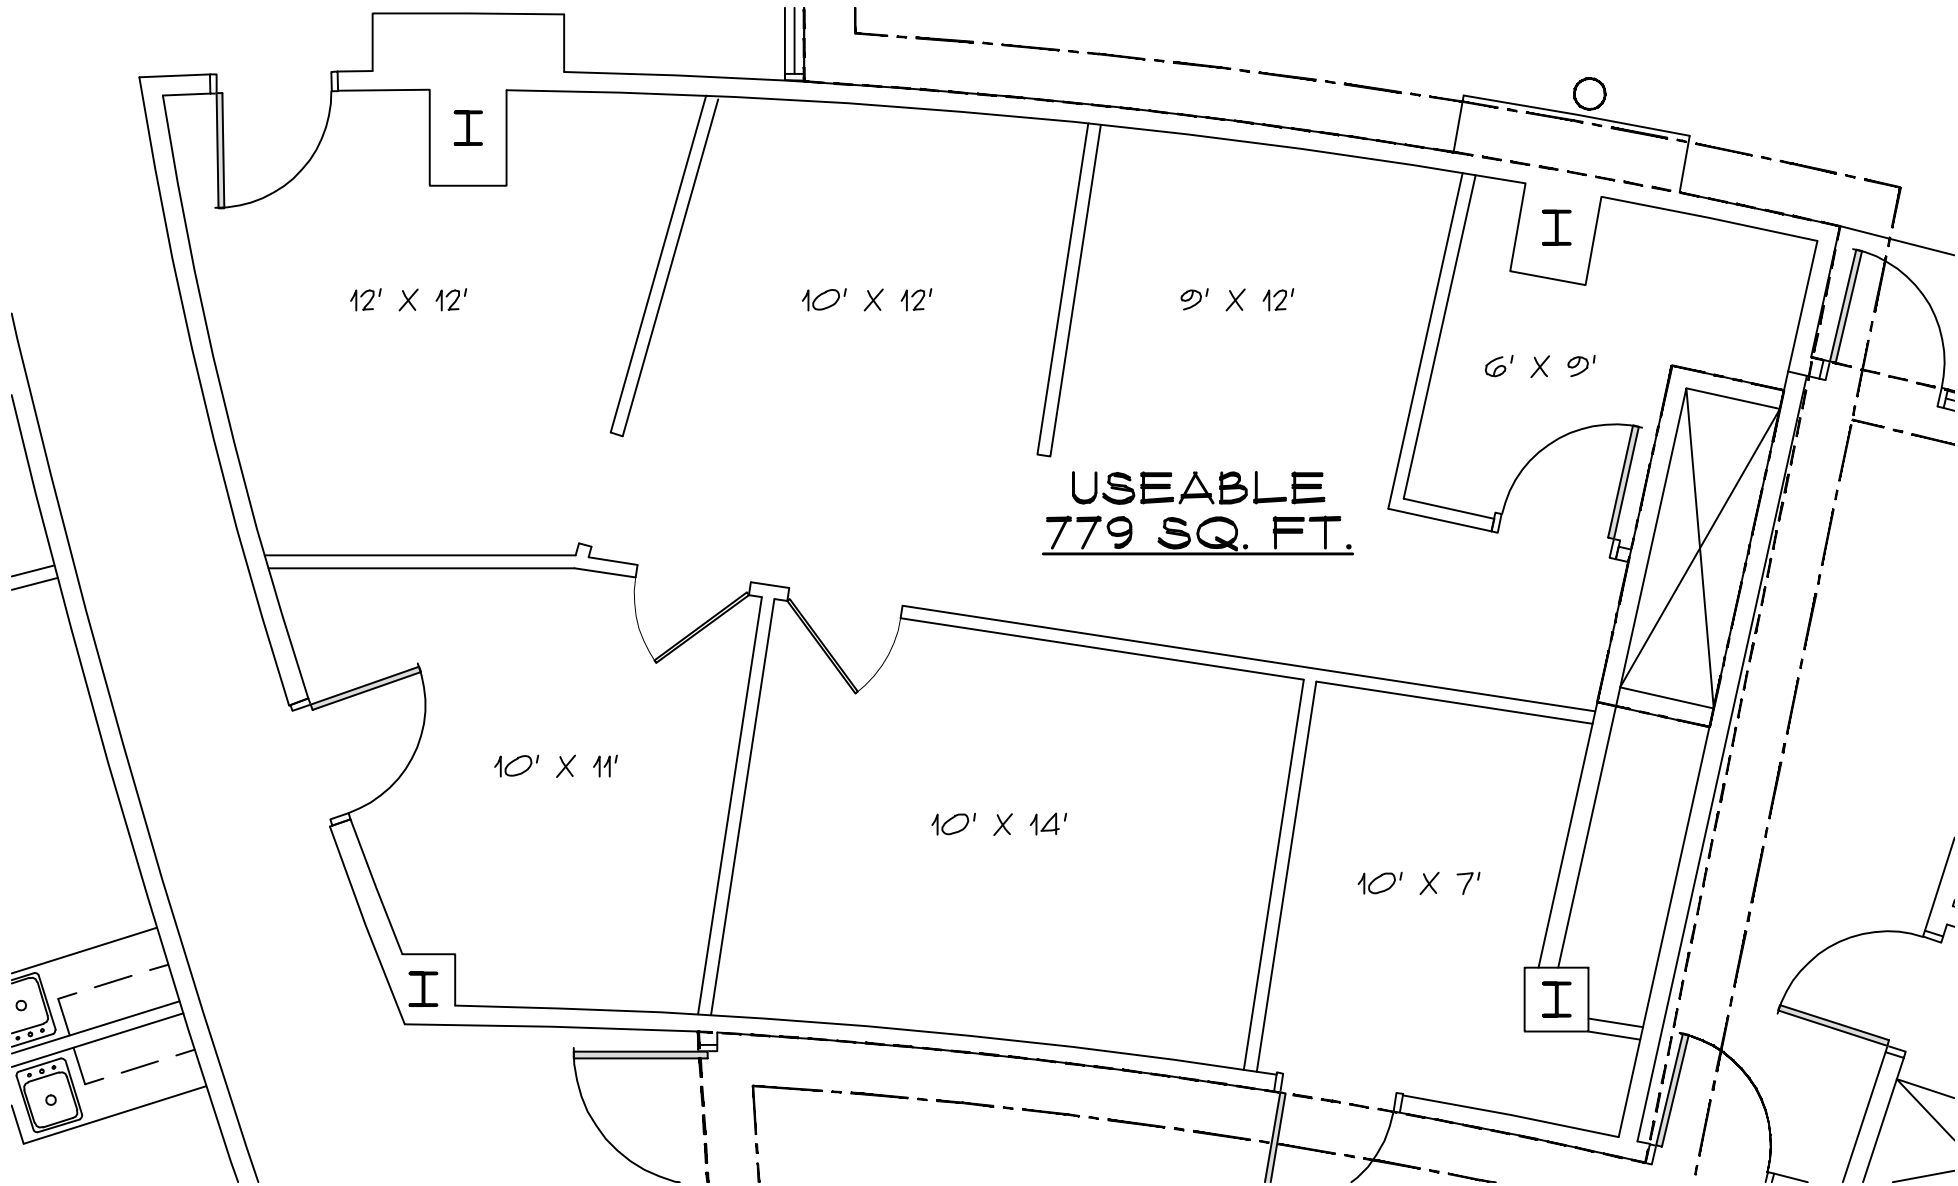 I
I
12' X 12'
10' X 12'
9' X 12'
6' X 9'
USEABLE
779 SQ. FT.
10' X 11'
10' X 14'
10' X 7'
I
I